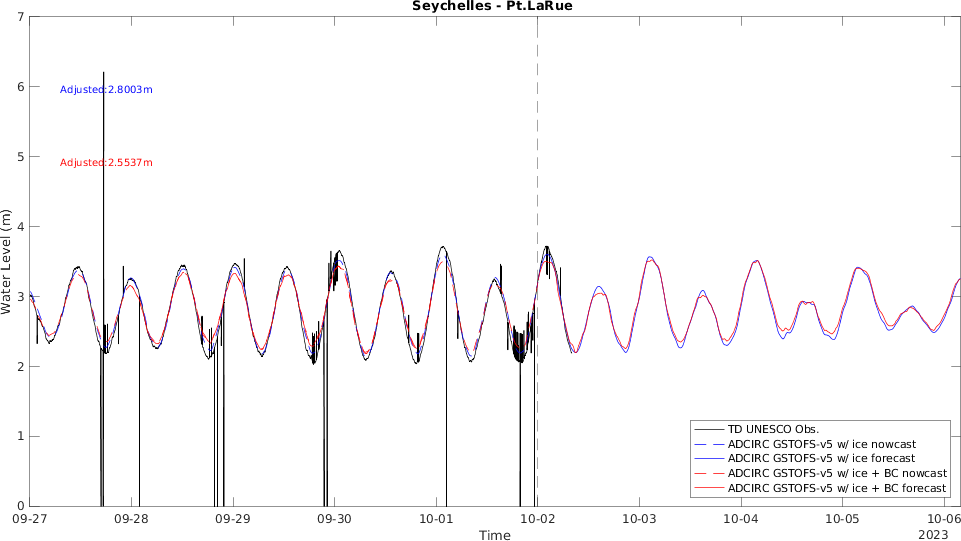 Seychelles - Pt.LaRue
7
6
5
4
3
2
1
0
Water Level (m)
Adjusted:2.8003m
Adjusted:2.5537m
TD UNESCO Obs.
ADCIRC GSTOFS-v5 w/ ice nowcast
ADCIRC GSTOFS-v5 w/ ice forecast
ADCIRC GSTOFS-v5 w/ ice + BC nowcast
ADCIRC GSTOFS-v5 w/ ice + BC forecast
09-27 09-28 09-29 09-30 10-01 10-02 10-03 10-04 10-05 10-06
Time
2023